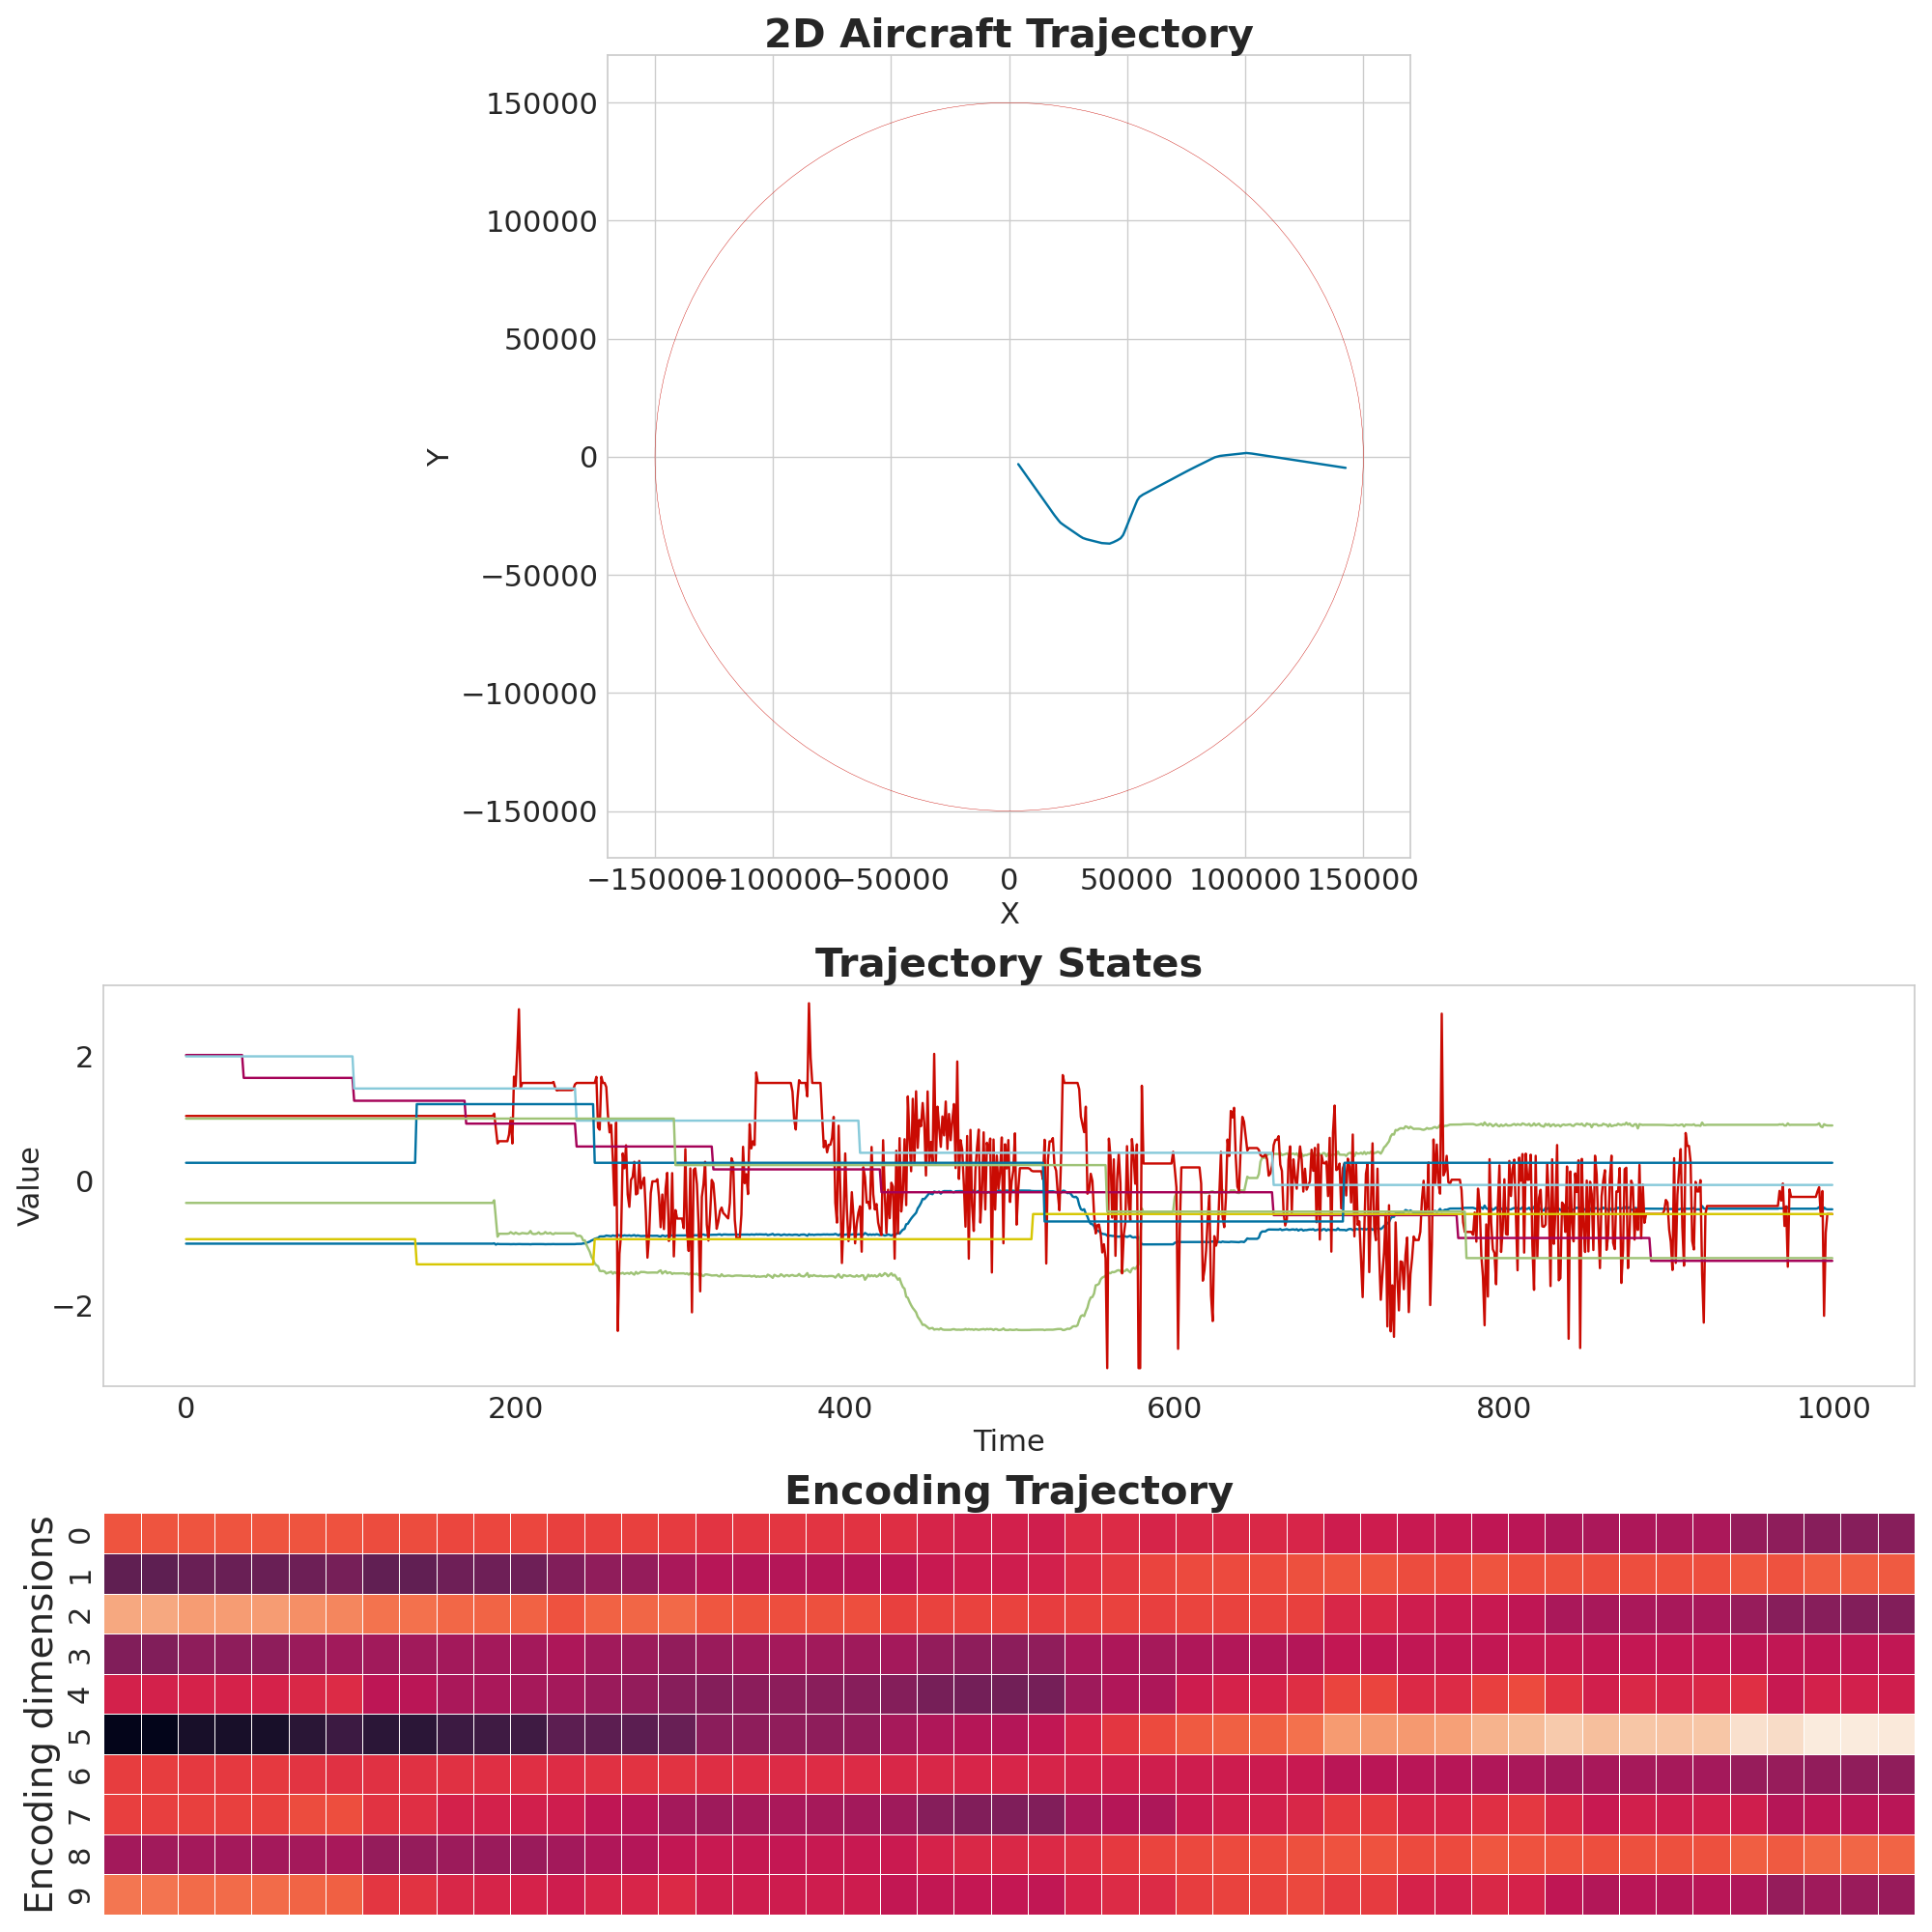 2D Aircraft Trajectory
150000
100000
50000
0
−50000
−100000
−150000
Y
−150000 −100000 −50000 0 50000 100000 150000
X
Trajectory States
2
0
−2
Value
0 200 400 600 800 1000
Time
Encoding Trajectory
Encoding dimensions
0
1
2
3
4
5
6
7
8
9